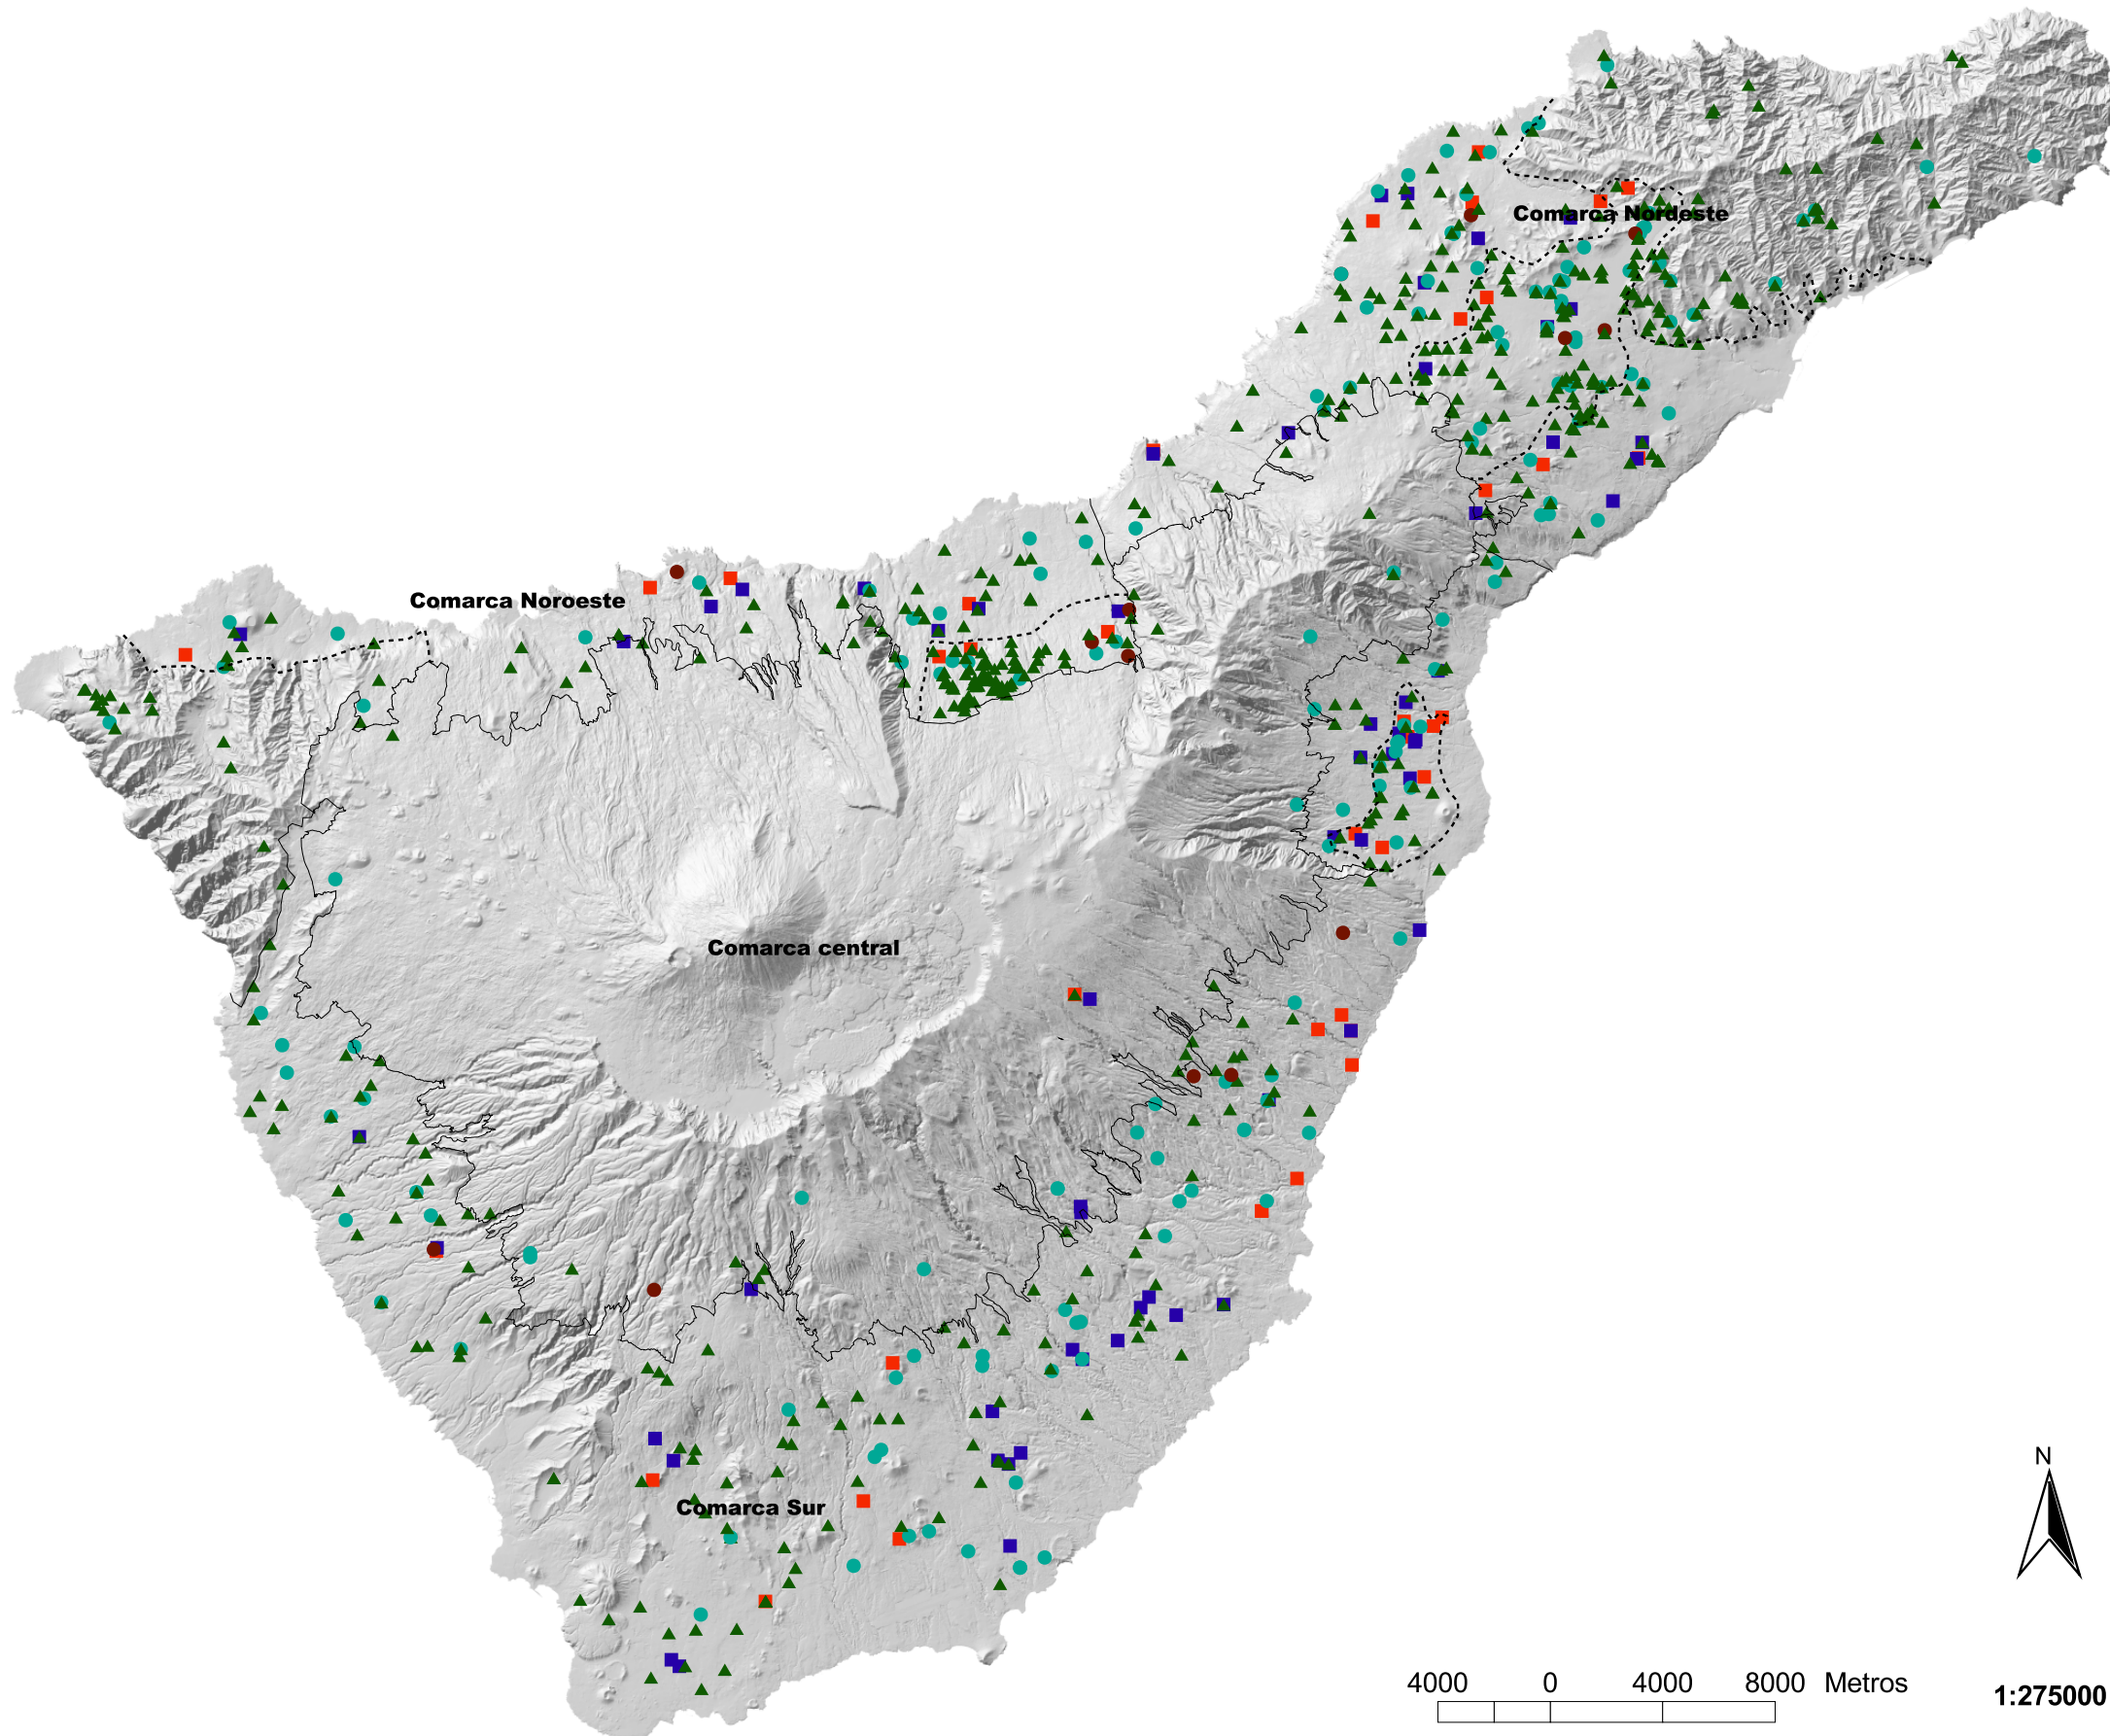 Comarca Nordeste
Comarca Noroeste
Comarca central
Comarca Sur
N
4000 0 4000 8000 Metros
1:275000